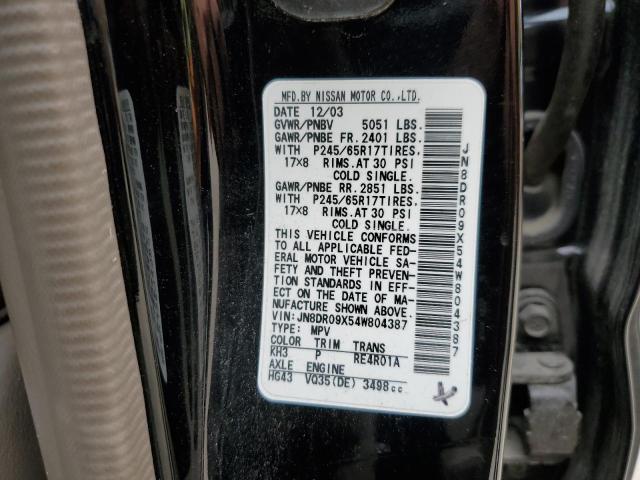 MFD.BY NISSAN MOTOR CO.,LTD.
DATE 12/03
GVWR/PNBV 5051 LBS.
GAWR/PNBE FR.2401 LBS.
WITH P245/65R17TIRES,
17X8 RIMS.AT 30 PSI
COLD SINGLE.
GAWR/PNBE RR.2851 LBS.
WITH P245/65R17TIRES,
17X8 RIMS.AT 30 PSI
COLD SINGLE.
THIS VEHICLE CONFORMS
TO ALL APPLICABLE FED-
ERAL MOTOR VEHICLE SA-
FETY AND THEFT PREVEN-
TION STANDARDS IN EFF-
ECT ON THE DATE OF MA-
NUFACTURE SHOWN ABOVE.
VIN:JN8DR09X54W804387
TYPE: MPV
COLOR TRIM TRANS
KH3 P RE4R01A
AXLE ENGINE
HG43 VQ35(DE) 3498cc
JN8DR09X54W804387